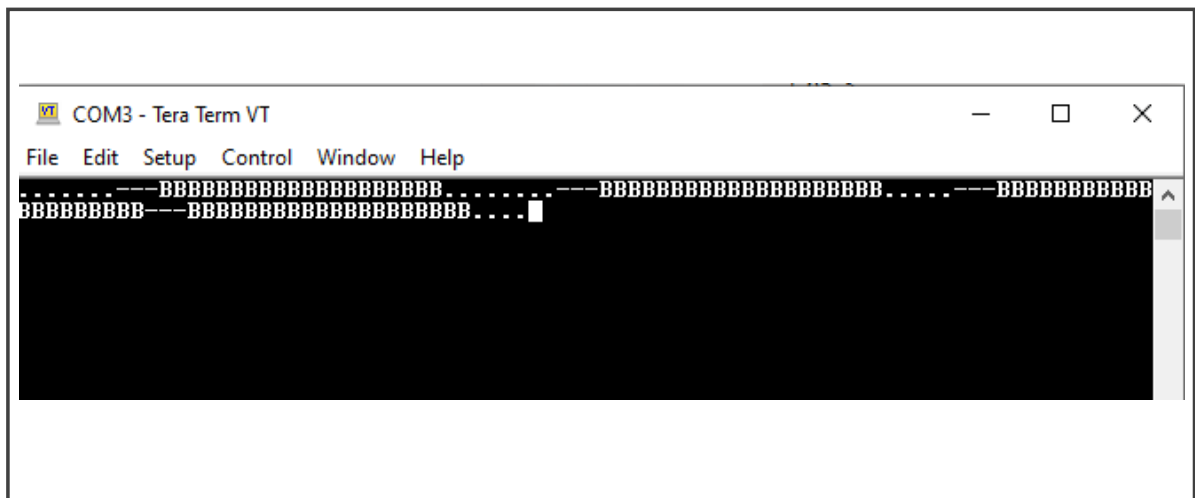 COM3 - Tera Term VT
File Edit Setup Control Window Help
.......---BBBBBBBBBBBBBBBBBBBB........---BBBBBBBBBBBBBBBBBBBB.....---BBBBBBBBBBB
BBBBBBBBB---BBBBBBBBBBBBBBBBBBBB....